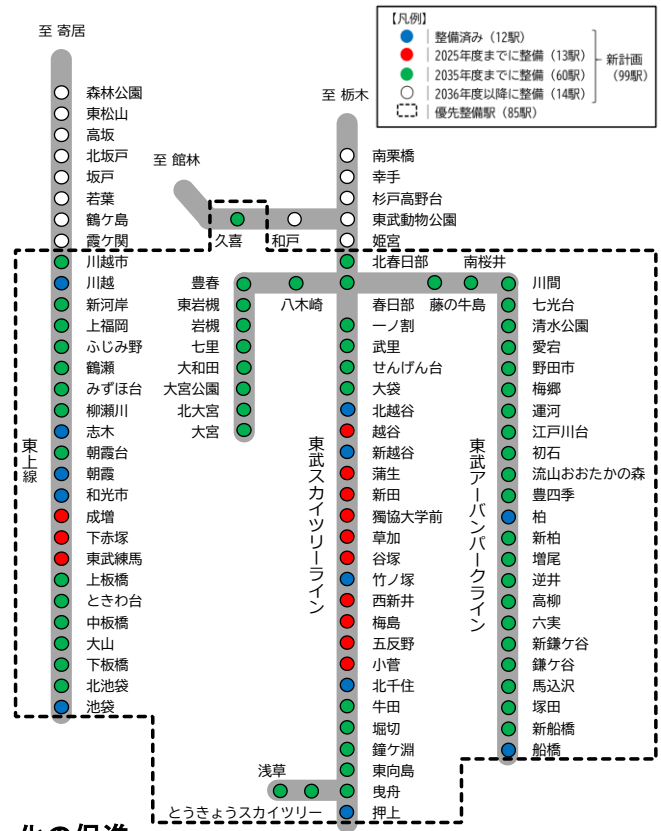 【凡例】
整備済み（12駅）
2025年度までに整備（13駅）
2035年度までに整備（60駅）
2036年度以降に整備（14駅）
新計画
（99駅）
優先整備駅（85駅）
至 寄居
森林公園
東松山
高坂
北坂戸
坂戸
若葉
鶴ケ島
霞ケ関
川越市
川越
新河岸
上福岡
ふじみ野
鶴瀬
みずほ台
柳瀬川
志木
朝霞台
朝霞
和光市
成増
下赤塚
東武練馬
上板橋
ときわ台
中板橋
大山
下板橋
北池袋
池袋
東上線
至 館林
久喜
和戸
至 栃木
南栗橋
幸手
杉戸高野台
東武動物公園
姫宮
北春日部
春日部
一ノ割
武里
せんげん台
大袋
北越谷
越谷
新越谷
蒲生
新田
獨協大学前
草加
谷塚
竹ノ塚
西新井
梅島
五反野
小菅
北千住
牛田
堀切
鐘ケ淵
東向島
曳舟
押上
浅草
とうきょうスカイツリー
東武スカイツリーライン
八木崎
豊春
東岩槻
岩槻
七里
大和田
大宮公園
北大宮
大宮
藤の牛島
南桜井
川間
七光台
清水公園
愛宕
野田市
梅郷
運河
江戸川台
初石
流山おおたかの森
豊四季
柏
新柏
増尾
逆井
高柳
六実
新鎌ケ谷
鎌ケ谷
馬込沢
塚田
新船橋
船橋
東武アーバンパークライン